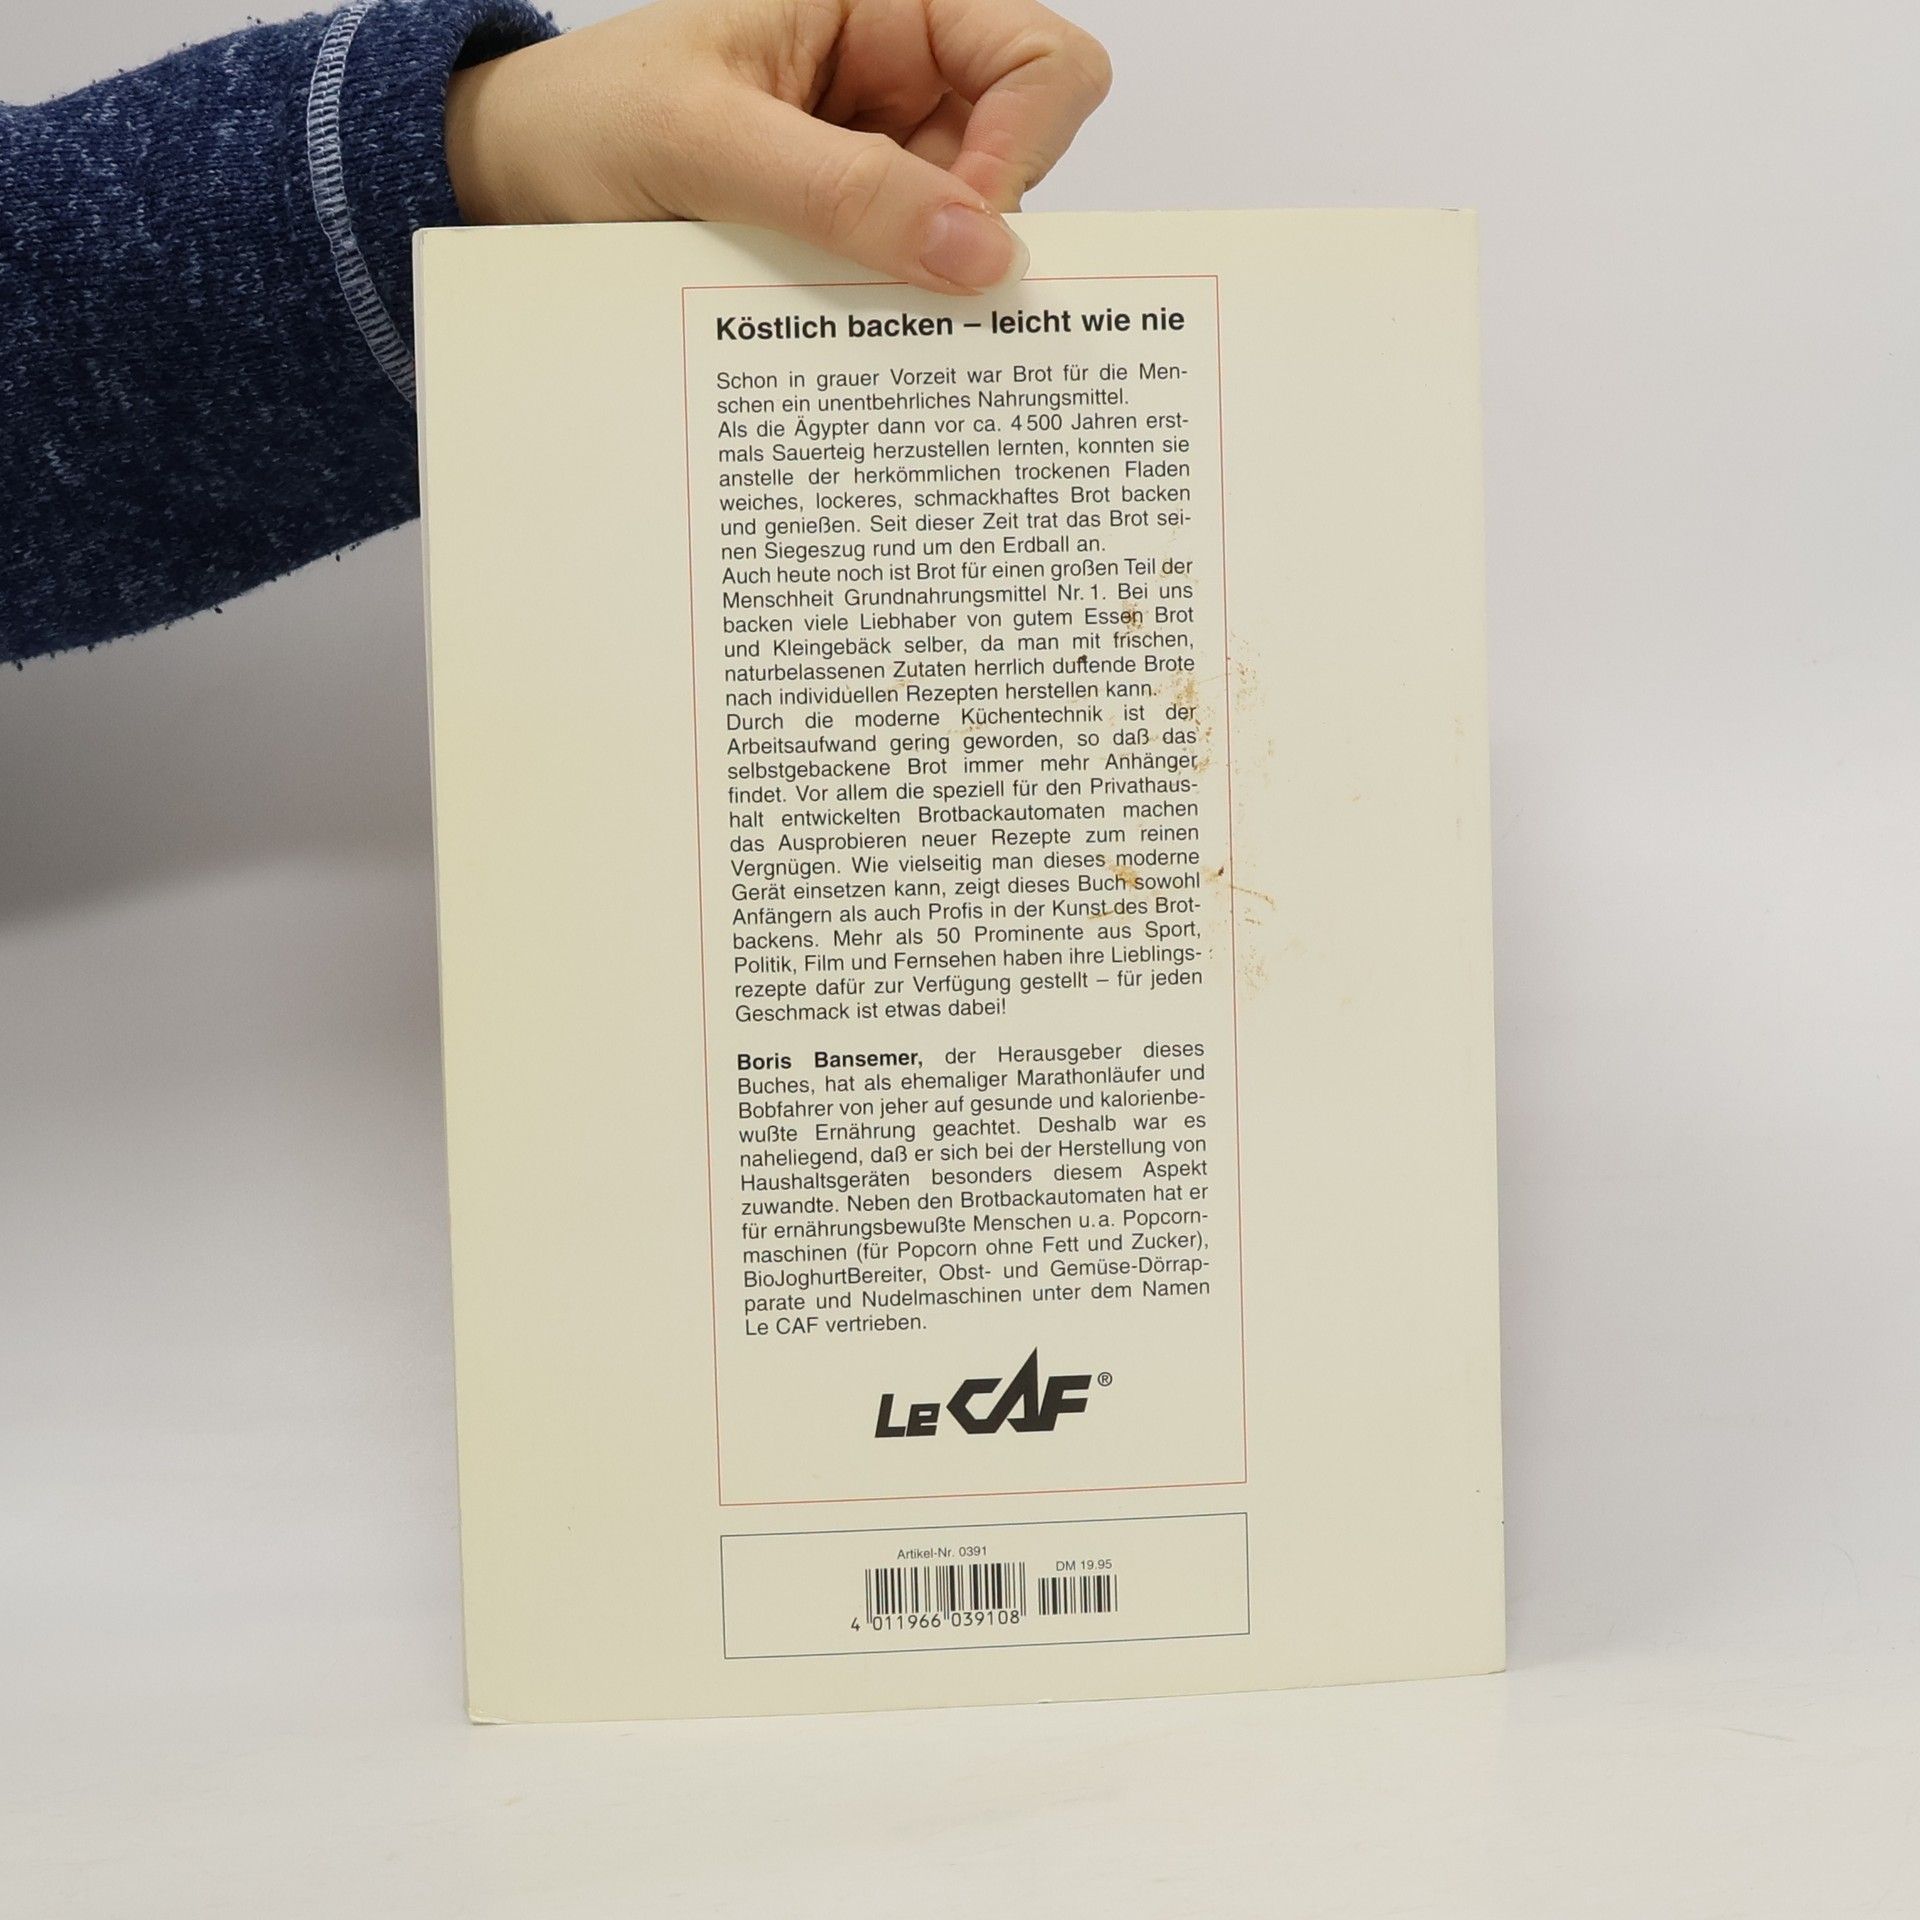 Köstlich backen – leicht wie nie
Schon in grauer Vorzeit war Brot für die Men-
schen ein unentbehrliches Nahrungsmittel.
Als die Ägypter dann vor ca. 4500 Jahren erst-
mals Sauerteig herzustellen lernten, konnten sie
anstelle der herkömmlichen trockenen Fladen
weiches, lockeres, schmackhaftes Brot backen
und genießen. Seit dieser Zeit trat das Brot sei-
nen Siegeszug rund um den Erdball an.
Auch heute noch ist Brot für einen großen Teil der
Menschheit Grundnahrungsmittel Nr. 1. Bei uns
backen viele Liebhaber von gutem Essen Brot
und Kleingebäck selber, da man mit frischen,
naturbelassenen Zutaten herrlich duftende Brote
nach individuellen Rezepten herstellen kann.
Durch die moderne Küchentechnik ist der
Arbeitsaufwand gering geworden, so daß das
selbstgebackene Brot immer mehr Anhänger
findet. Vor allem die speziell für den Privathaus-
halt entwickelten Brotbackautomaten machen
das Ausprobieren neuer Rezepte zum reinen
Vergnügen. Wie vielseitig man dieses moderne
Gerät einsetzen kann, zeigt dieses Buch sowohl
Anfängern als auch Profis in der Kunst des Brot-
backens. Mehr als 50 Prominente aus Sport,
Politik, Film und Fernsehen haben ihre Lieblings-
rezepte dafür zur Verfügung gestellt – für jeden
Geschmack ist etwas dabei!
Boris Bansemer, der Herausgeber dieses
Buches, hat als ehemaliger Marathonläufer und
Bobfahrer von jeher auf gesunde und kalorienbe-
wußte Ernährung geachtet. Deshalb war es
naheliegend, daß er sich bei der Herstellung von
Haushaltsgeräten besonders diesem Aspekt
zuwandte. Neben den Brotbackautomaten hat er
für ernährungsbewußte Menschen u.a. Popcorn-
maschinen (für Popcorn ohne Fett und Zucker),
BioJoghurtBereiter, Obst- und Gemüse-Dörrap-
parate und Nudelmaschinen unter dem Namen
Le CAF vertrieben.
Le CAF ®
Artikel-Nr. 0391
DM 19.95
4 011966 039108